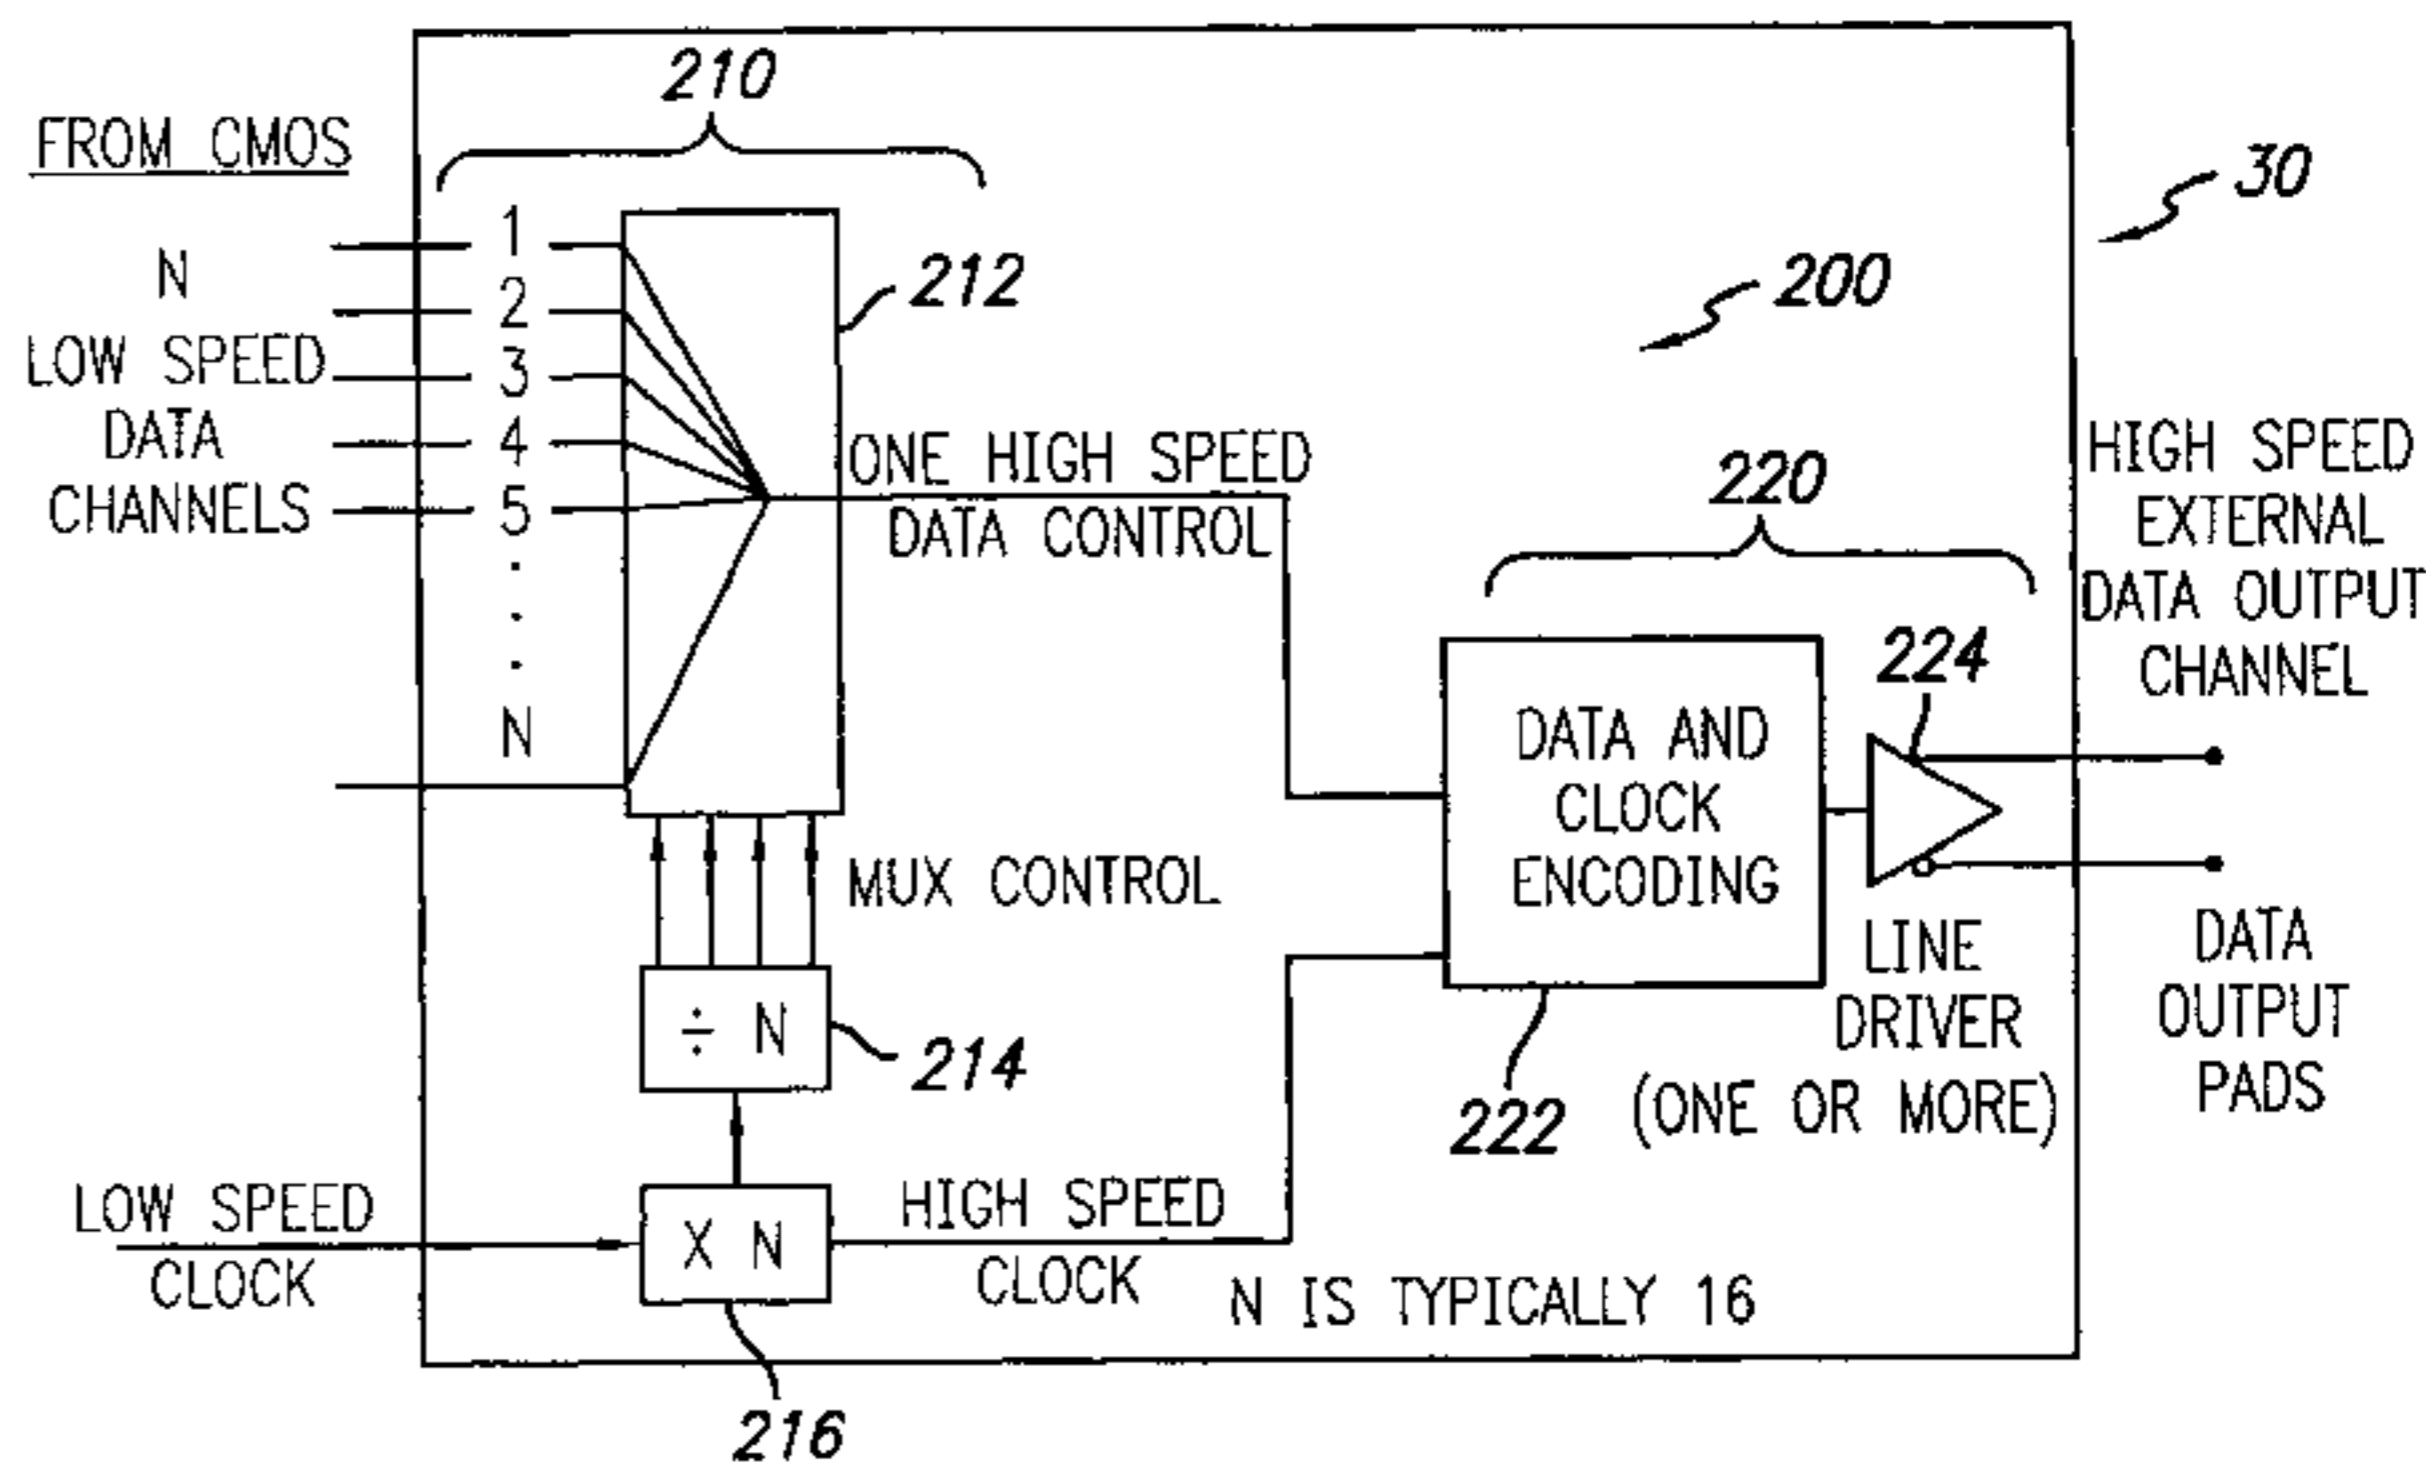 210
FROM CMOS
30
N
LOW SPEED
DATA
CHANNELS
1
2
3
4
5
.
.
.
N
212
200
ONE HIGH SPEED
DATA CONTROL
220
HIGH SPEED
EXTERNAL
DATA OUTPUT
CHANNEL
224
DATA AND
CLOCK
ENCODING
MUX CONTROL
LINE
DRIVER
(ONE OR MORE)
DATA
OUTPUT
PADS
÷ N
214
222
LOW SPEED
CLOCK
X N
HIGH SPEED
CLOCK
N IS TYPICALLY 16
216